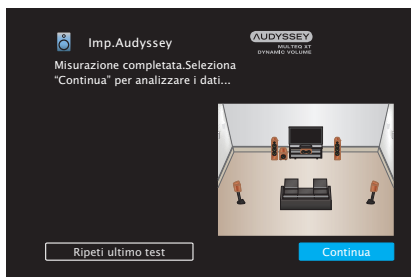 Imp.Audyssey
AUDYSSEY
MULTEQ XT
DYNAMIC VOLUME
Misurazione completata.Seleziona
“Continua” per analizzare i dati...
Ripeti ultimo test
Continua